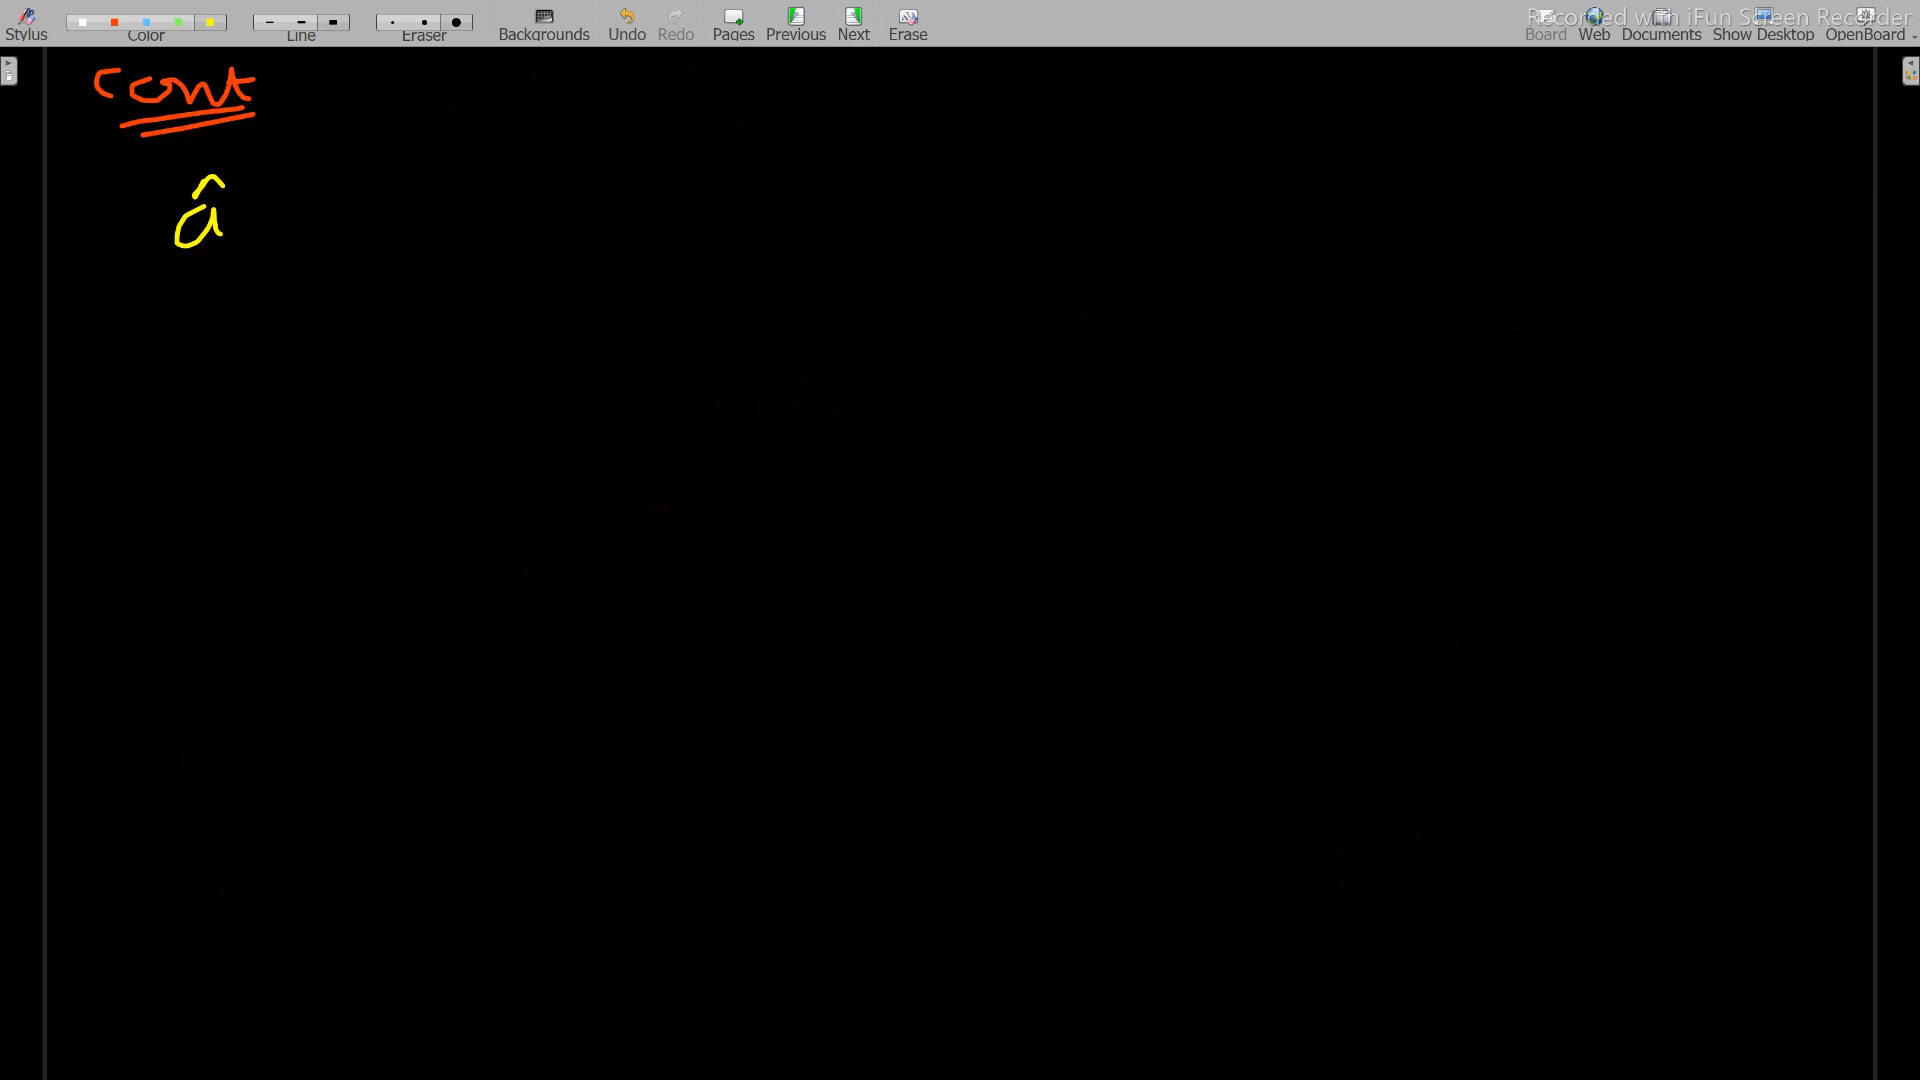 Recorded with iFun Screen Recorder
Stylus Color Line Eraser Backgrounds Undo Redo Pages Previous Next Erase Board Web Documents Show Desktop OpenBoard
cont
â